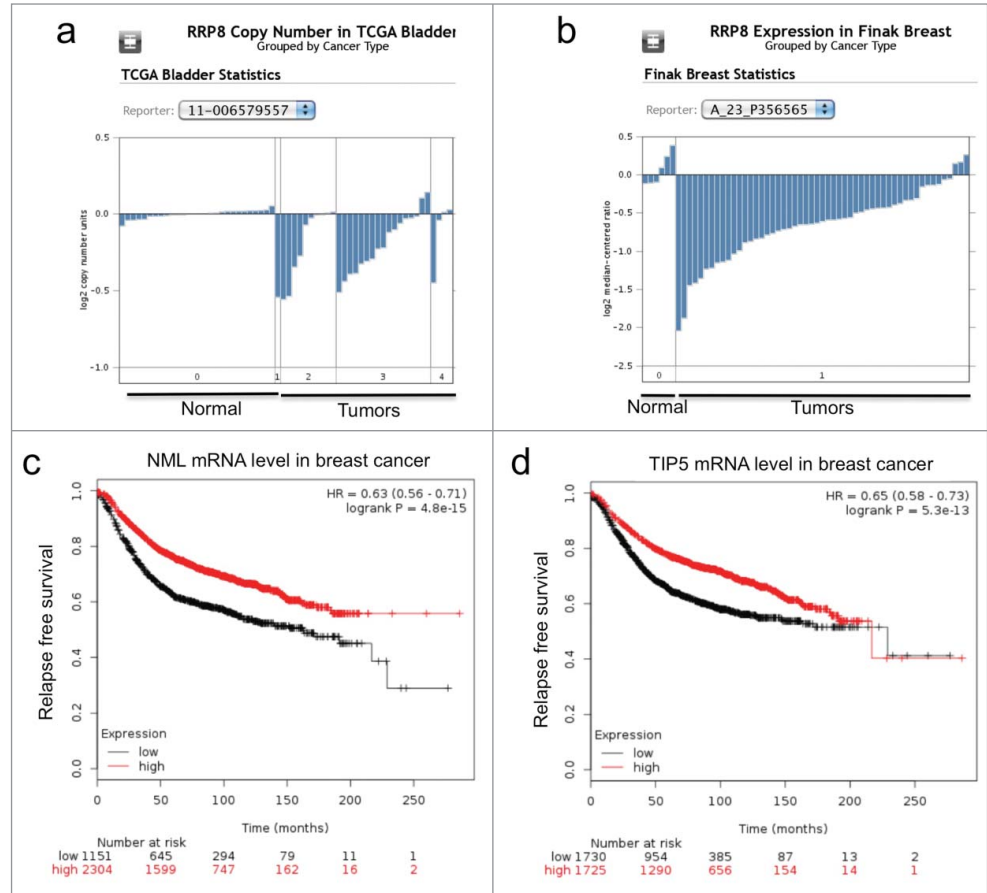 a
RRP8 Copy Number in TCGA Bladder
Grouped by Cancer Type
TCGA Bladder Statistics
Reporter: 11-006579557
log2 copy number units
0.5
0.0
-0.5
-1.0
0 1 2 3 4
Normal Tumors
b
RRP8 Expression in Finak Breast
Grouped by Cancer Type
Finak Breast Statistics
Reporter: A_23_P356565
log2 median-centered ratio
0.5
0.0
-0.5
-1.0
-1.5
-2.0
-2.5
0 1
Normal Tumors
c
NML mRNA level in breast cancer
HR = 0.63 (0.56 - 0.71)
logrank P = 4.8e-15
Relapse free survival
1.0
0.8
0.6
0.4
0.2
0.0
Expression
low
high
0 50 100 150 200 250
Time (months)
Number at risk
low 1151 645 294 79 11 1
high 2304 1599 747 162 16 2
d
TIP5 mRNA level in breast cancer
HR = 0.65 (0.58 - 0.73)
logrank P = 5.3e-13
Relapse free survival
1.0
0.8
0.6
0.4
0.2
0.0
Expression
low
high
0 50 100 150 200 250
Time (months)
Number at risk
low 1730 954 385 87 13 2
high 1725 1290 656 154 14 1